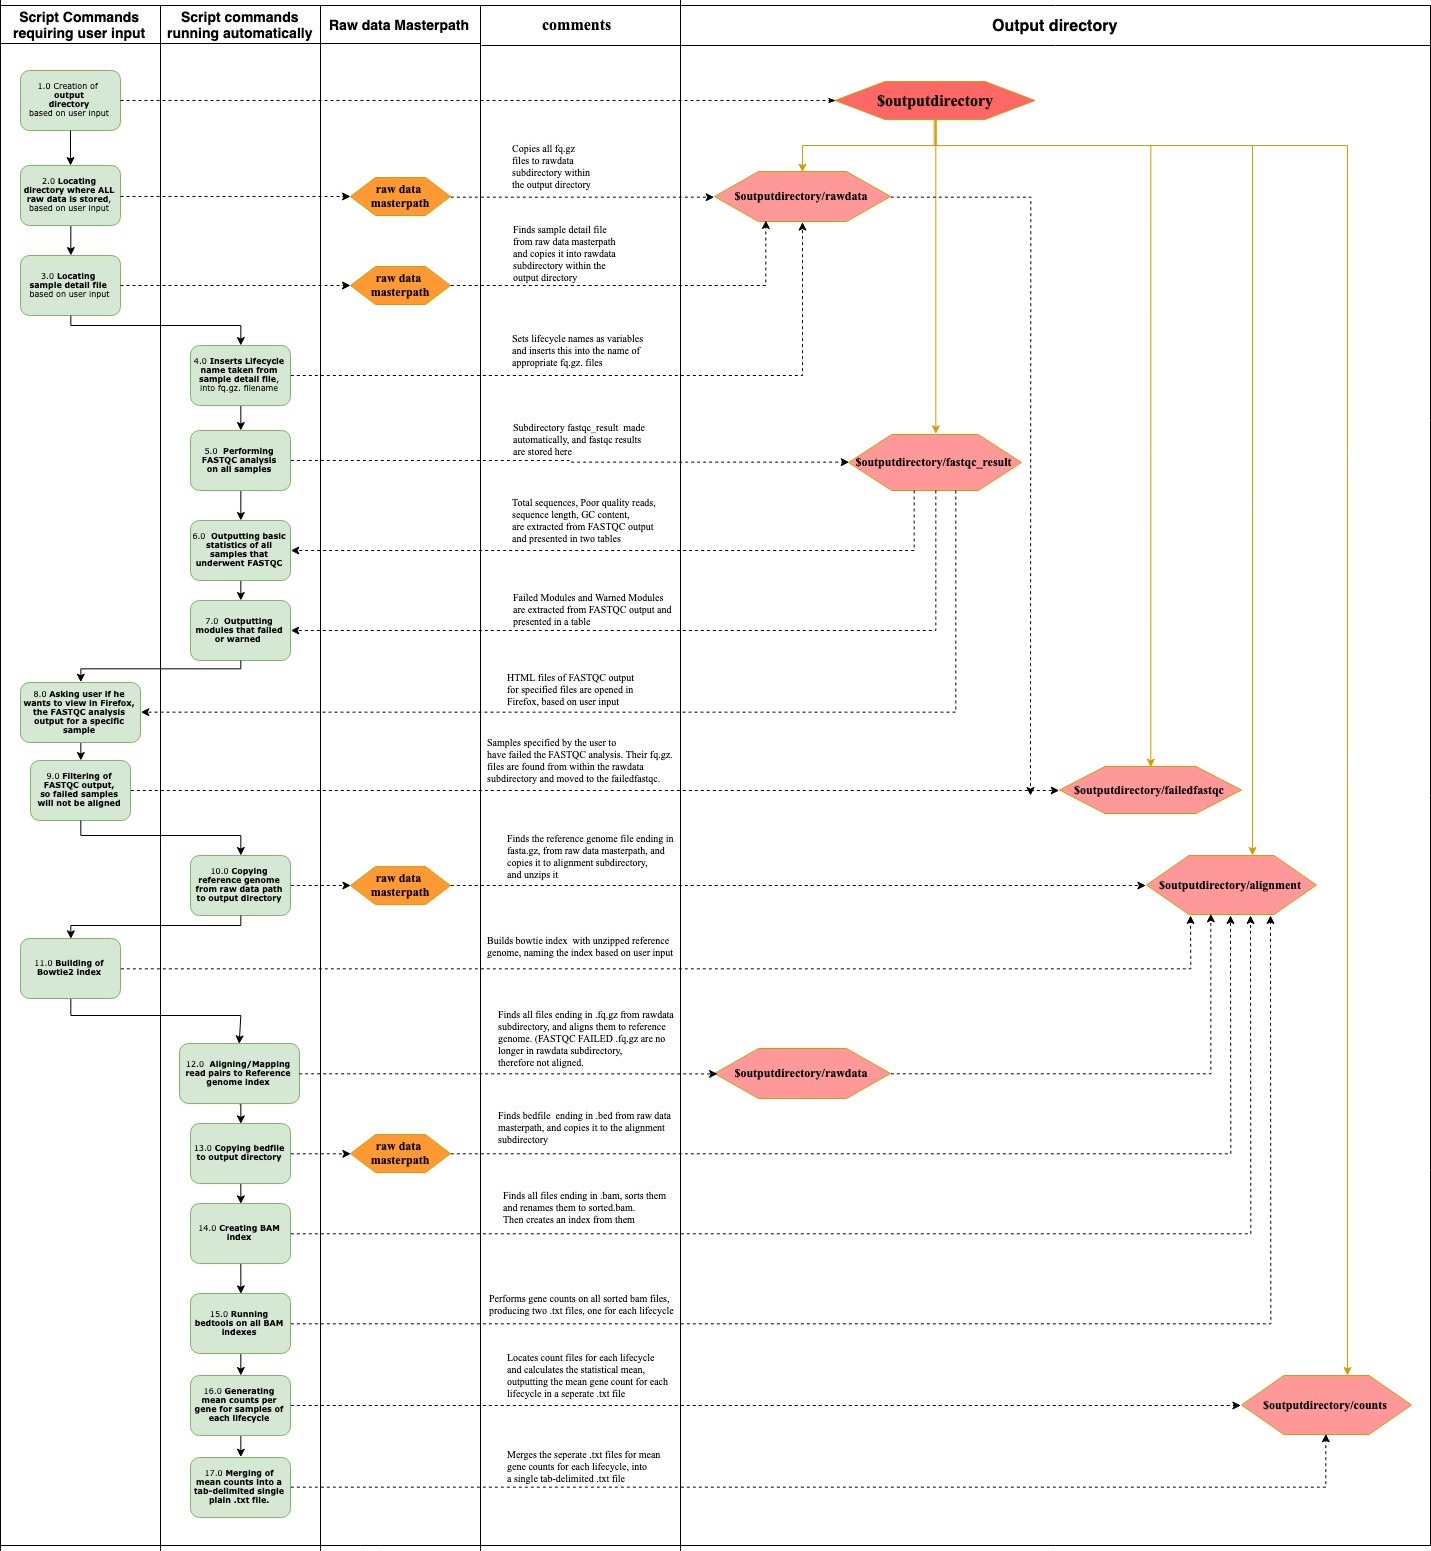 Script Commands
requiring user input
Script commands
running automatically
Raw data Masterpath
comments
Output directory
1.0 Creation of
output
directory
based on user input
$outputdirectory
Copies all fq.gz
files to rawdata
subdirectory within
the output directory
2.0 Locating
directory where ALL
raw data is stored,
based on user input
raw data
masterpath
$outputdirectory/rawdata
Finds sample detail file
from raw data masterpath
and copies it into rawdata
subdirectory within the
output directory
3.0 Locating
sample detail file
based on user input
raw data
masterpath
Sets lifecycle names as variables
and inserts this into the name of
appropriate fq.gz. files
4.0 Inserts Lifecycle
name taken from
sample detail file,
into fq.gz. filename
Subdirectory fastqc_result made
automatically, and fastqc results
are stored here
5.0 Performing
FASTQC analysis
on all samples
$outputdirectory/fastqc_result
Total sequences, Poor quality reads,
sequence length, GC content,
are extracted from FASTQC output
and presented in two tables
6.0 Outputting basic
statistics of all
samples that
underwent FASTQC
Failed Modules and Warned Modules
are extracted from FASTQC output and
presented in a table
7.0 Outputting
modules that failed
or warned
HTML files of FASTQC output
for specified files are opened in
Firefox, based on user input
8.0 Asking user if he
wants to view in Firefox,
the FASTQC analysis
output for a specific
sample
Samples specified by the user to
have failed the FASTQC analysis. Their fq.gz.
files are found from within the rawdata
subdirectory and moved to the failedfastqc.
9.0 Filtering of
FASTQC output,
so failed samples
will not be aligned
$outputdirectory/failedfastqc
Finds the reference genome file ending in
fasta.gz, from raw data masterpath, and
copies it to alignment subdirectory,
and unzips it
10.0 Copying
reference genome
from raw data path
to output directory
raw data
masterpath
$outputdirectory/alignment
Builds bowtie index with unzipped reference
genome, naming the index based on user input
11.0 Building of
Bowtie2 index
Finds all files ending in .fq.gz from rawdata
subdirectory, and aligns them to reference
genome. (FASTQC FAILED .fq.gz are no
longer in rawdata subdirectory,
therefore not aligned.
12.0 Aligning/Mapping
read pairs to Reference
genome index
$outputdirectory/rawdata
Finds bedfile ending in .bed from raw data
masterpath, and copies it to the alignment
subdirectory
13.0 Copying bedfile
to output directory
raw data
masterpath
Finds all files ending in .bam, sorts them
and renames them to sorted.bam.
Then creates an index from them
14.0 Creating BAM
index
Performs gene counts on all sorted bam files,
producing two .txt files, one for each lifecycle
15.0 Running
bedtools on all BAM
indexes
Locates count files for each lifecycle
and calculates the statistical mean,
outputting the mean gene count for each
lifecycle in a seperate .txt file
16.0 Generating
mean counts per
gene for samples of
each lifecycle
$outputdirectory/counts
Merges the seperate .txt files for mean
gene counts for each lifecycle, into
a single tab-delimited .txt file
17.0 Merging of
mean counts into a
tab-delimited single
plain .txt file.